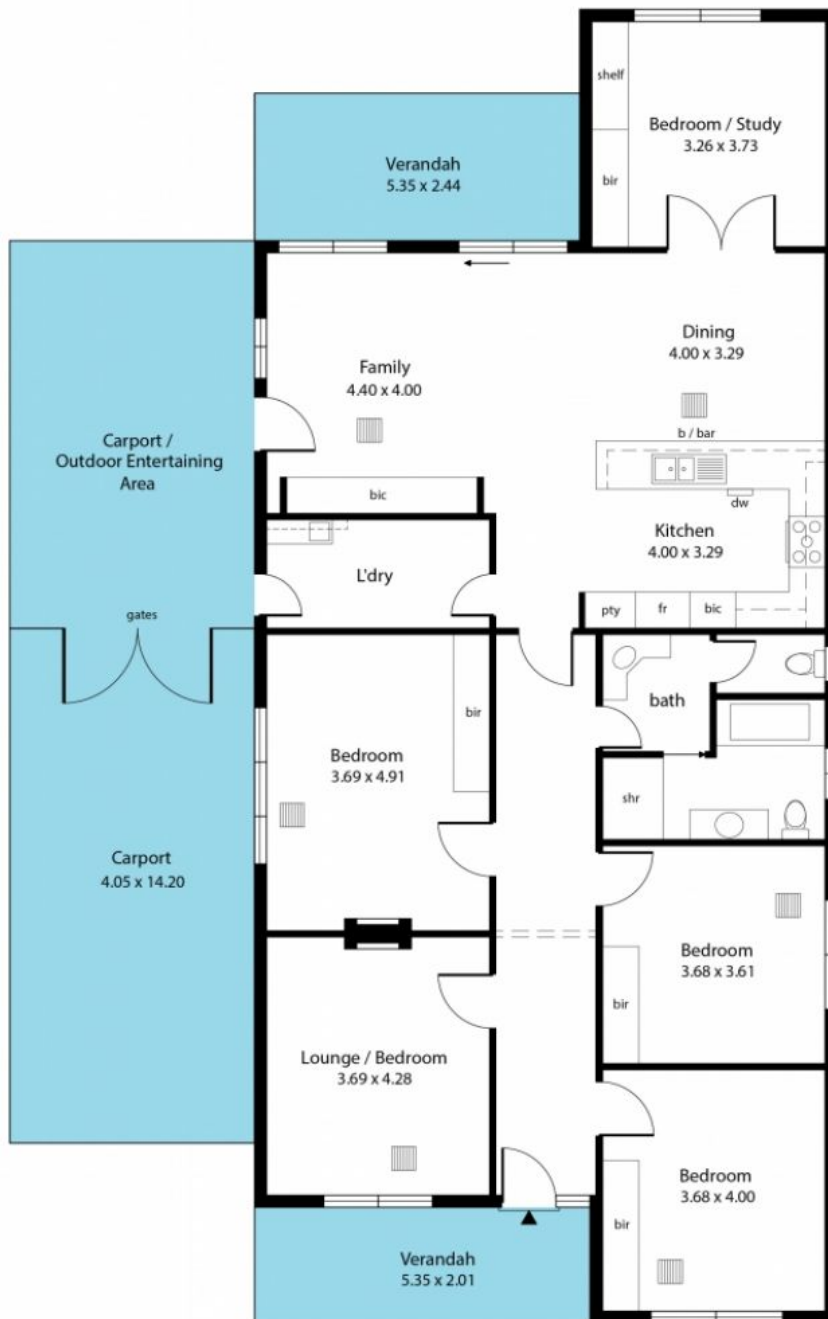 shelf
Bedroom / Study
3.26 x 3.73
bir
Verandah
5.35 x 2.44
Dining
4.00 x 3.29
Family
4.40 x 4.00
b / bar
Carport /
Outdoor Entertaining
Area
bic
dw
Kitchen
4.00 x 3.29
L'dry
pty
fr
bic
gates
bath
bir
Bedroom
3.69 x 4.91
shr
Carport
4.05 x 14.20
Bedroom
3.68 x 3.61
bir
Lounge / Bedroom
3.69 x 4.28
Bedroom
3.68 x 4.00
bir
Verandah
5.35 x 2.01